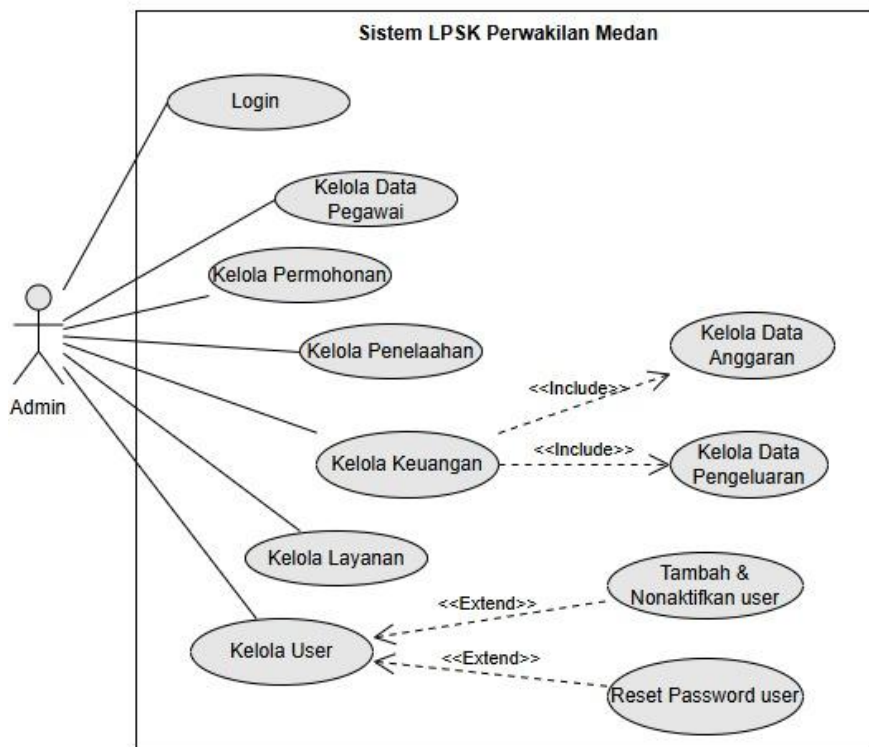 Sistem LPSK Perwakilan Medan
Login
Kelola Data
Pegawai
Kelola Permohonan
Kelola Penelaahan
Admin
Kelola Data
Anggaran
<<Include>>
Kelola Keuangan
<<Include>>
Kelola Data
Pengeluaran
Kelola Layanan
Tambah &
Nonaktifkan user
<<Extend>>
Kelola User
<<Extend>>
Reset Password user